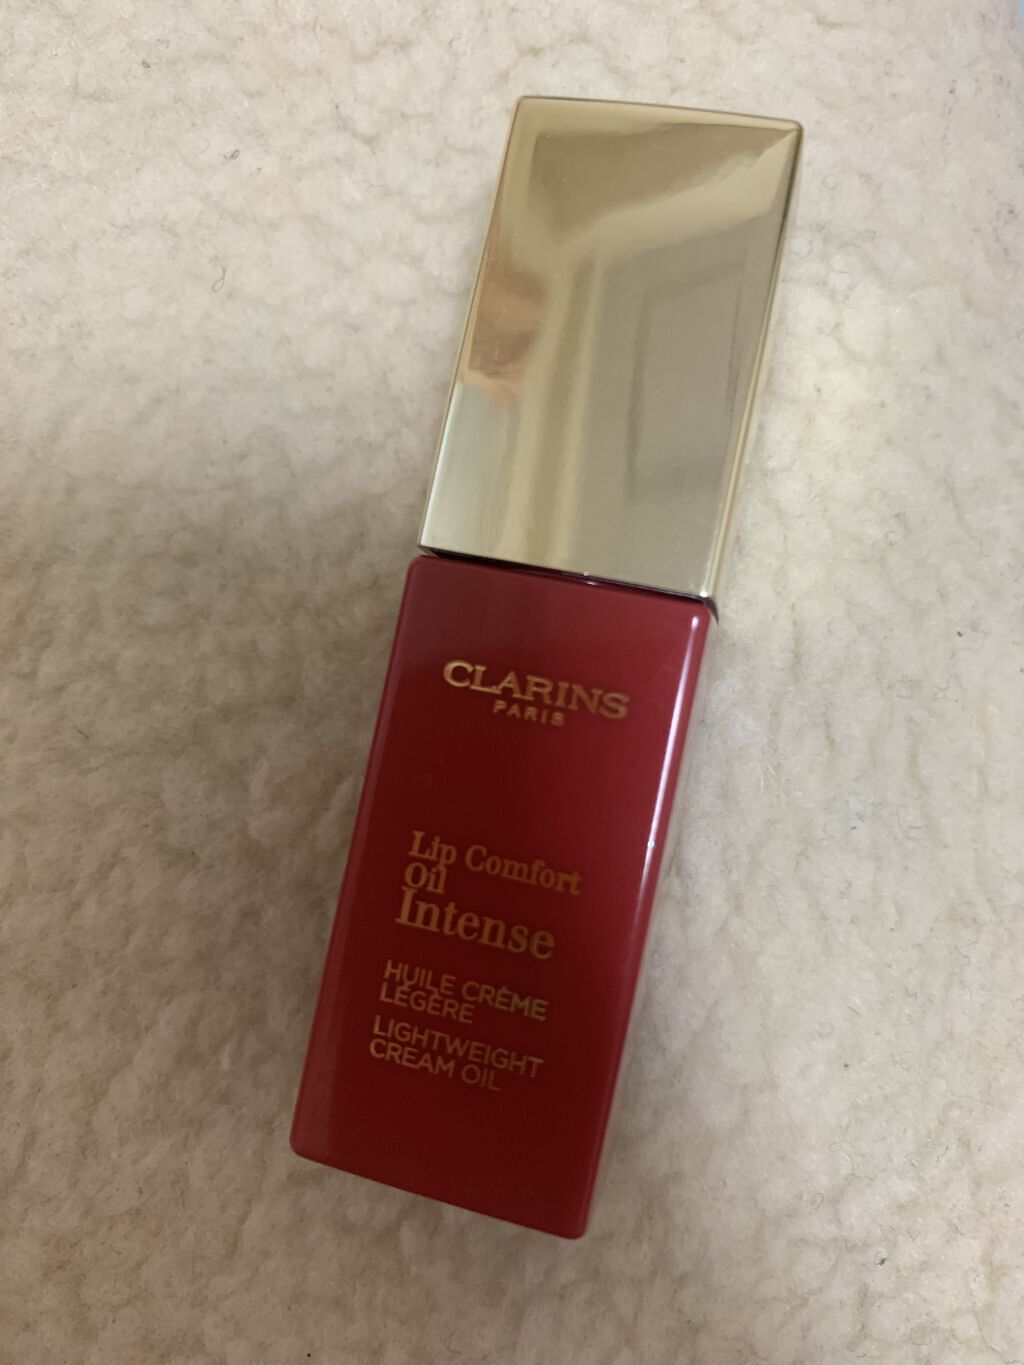 CLARINS
PARIS
Lip Comfort
Oil
Intense
HUILE CRÈME
LÉGÈRE
LIGHTWEIGHT
CREAM OIL